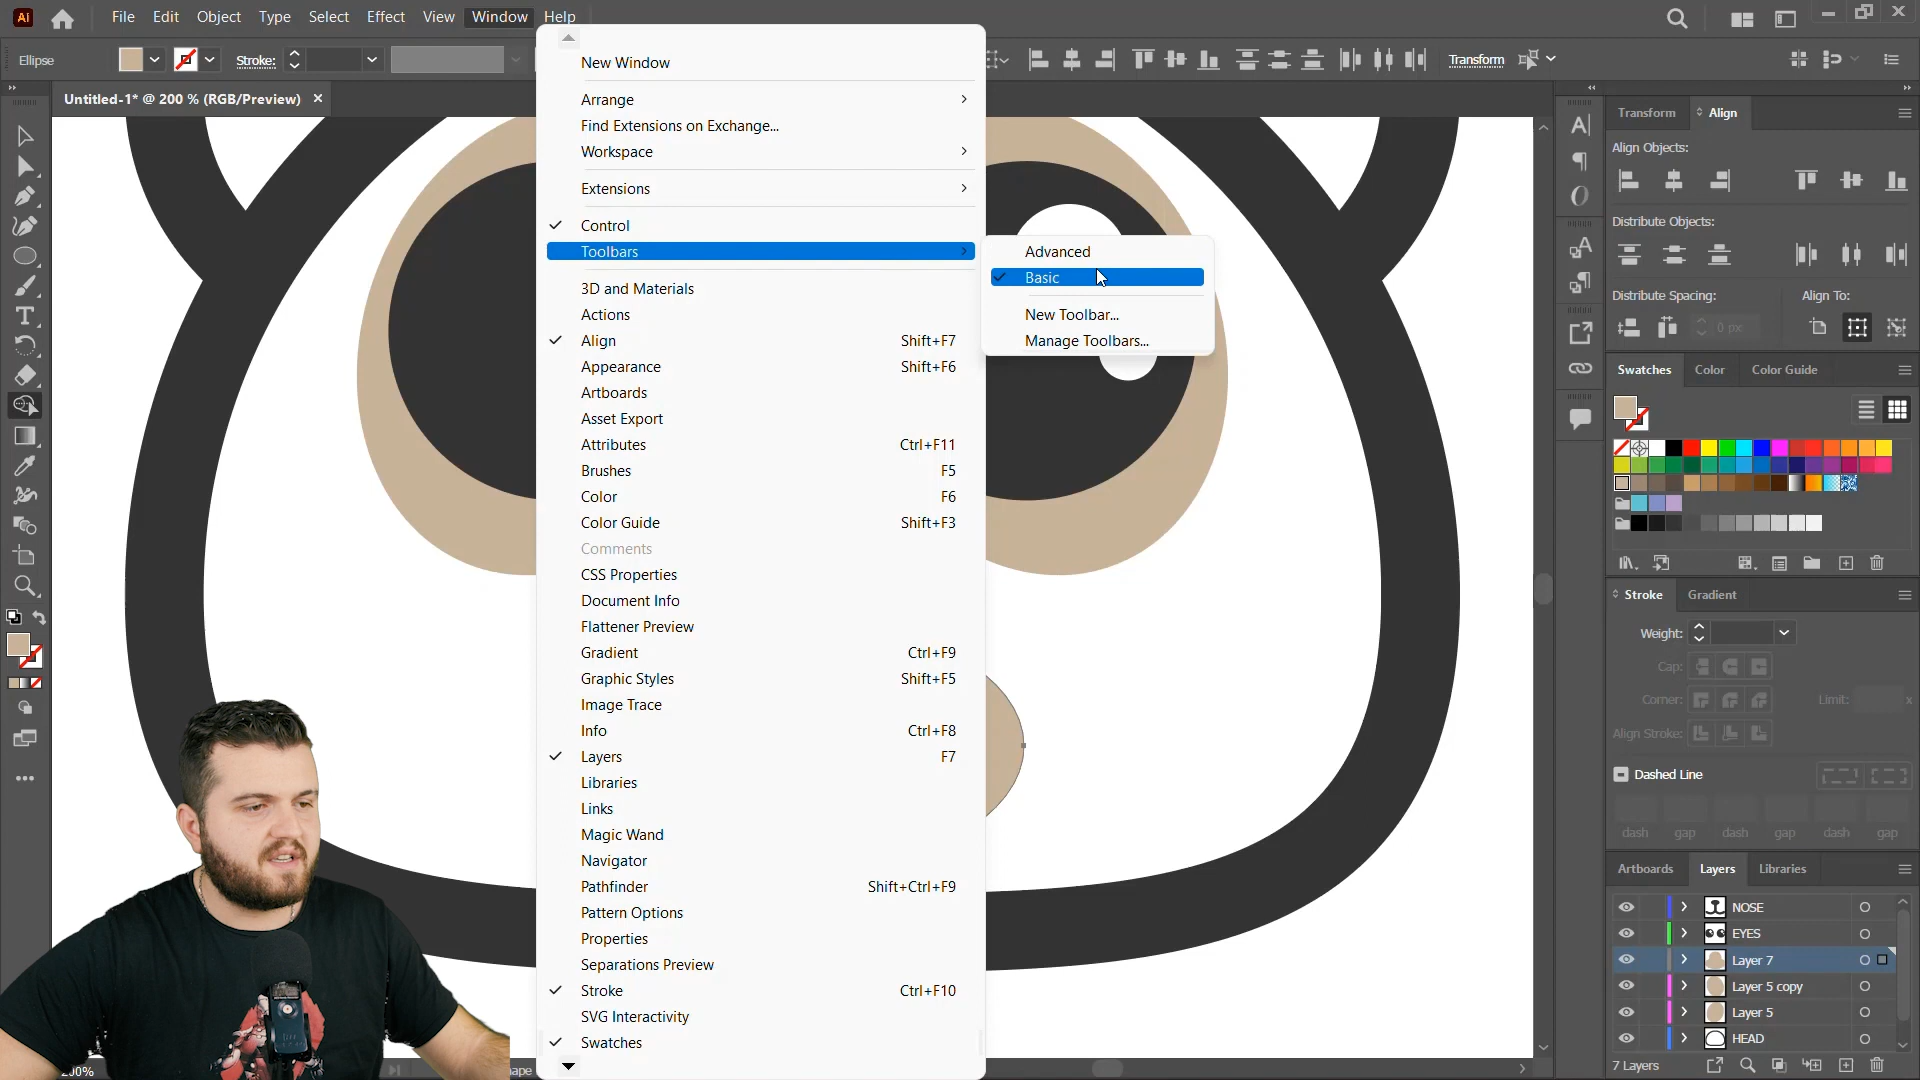 Ai
File Edit Object Type Select Effect View Window Help
Ellipse
Stroke:
Transform
Untitled-1* @ 200 % (RGB/Preview) ×
New Window
Arrange
Find Extensions on Exchange...
Workspace
Extensions
Control
Toolbars
3D and Materials
Actions
Align Shift+F7
Appearance Shift+F6
Artboards
Asset Export
Attributes Ctrl+F11
Brushes F5
Color F6
Color Guide Shift+F3
Comments
CSS Properties
Document Info
Flattener Preview
Gradient Ctrl+F9
Graphic Styles Shift+F5
Image Trace
Info Ctrl+F8
Layers F7
Libraries
Links
Magic Wand
Navigator
Pathfinder Shift+Ctrl+F9
Pattern Options
Properties
Separations Preview
Stroke Ctrl+F10
SVG Interactivity
Swatches
Advanced
Basic
New Toolbar...
Manage Toolbars...
Transform Align
Align Objects:
Distribute Objects:
Distribute Spacing: Align To:
0 px
Swatches Color Color Guide
Stroke Gradient
Weight:
Cap:
Corner: Limit: x
Align Stroke:
Dashed Line
dash gap dash gap dash gap
Artboards Layers Libraries
NOSE
EYES
Layer 7
Layer 5 copy
Layer 5
HEAD
7 Layers
200%